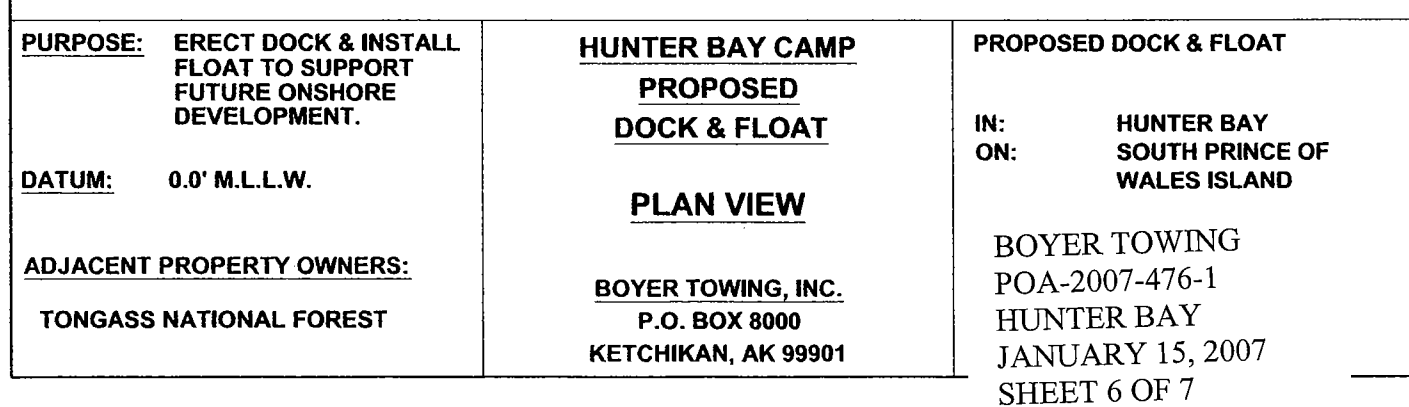 PURPOSE: ERECT DOCK & INSTALL
FLOAT TO SUPPORT
FUTURE ONSHORE
DEVELOPMENT.
DATUM: 0.0' M.L.L.W.
ADJACENT PROPERTY OWNERS:
TONGASS NATIONAL FOREST
HUNTER BAY CAMP
PROPOSED
DOCK & FLOAT
PLAN VIEW
BOYER TOWING, INC.
P.O. BOX 8000
KETCHIKAN, AK 99901
PROPOSED DOCK & FLOAT
IN: HUNTER BAY
ON: SOUTH PRINCE OF
WALES ISLAND
BOYER TOWING
POA-2007-476-1
HUNTER BAY
JANUARY 15, 2007
SHEET 6 OF 7